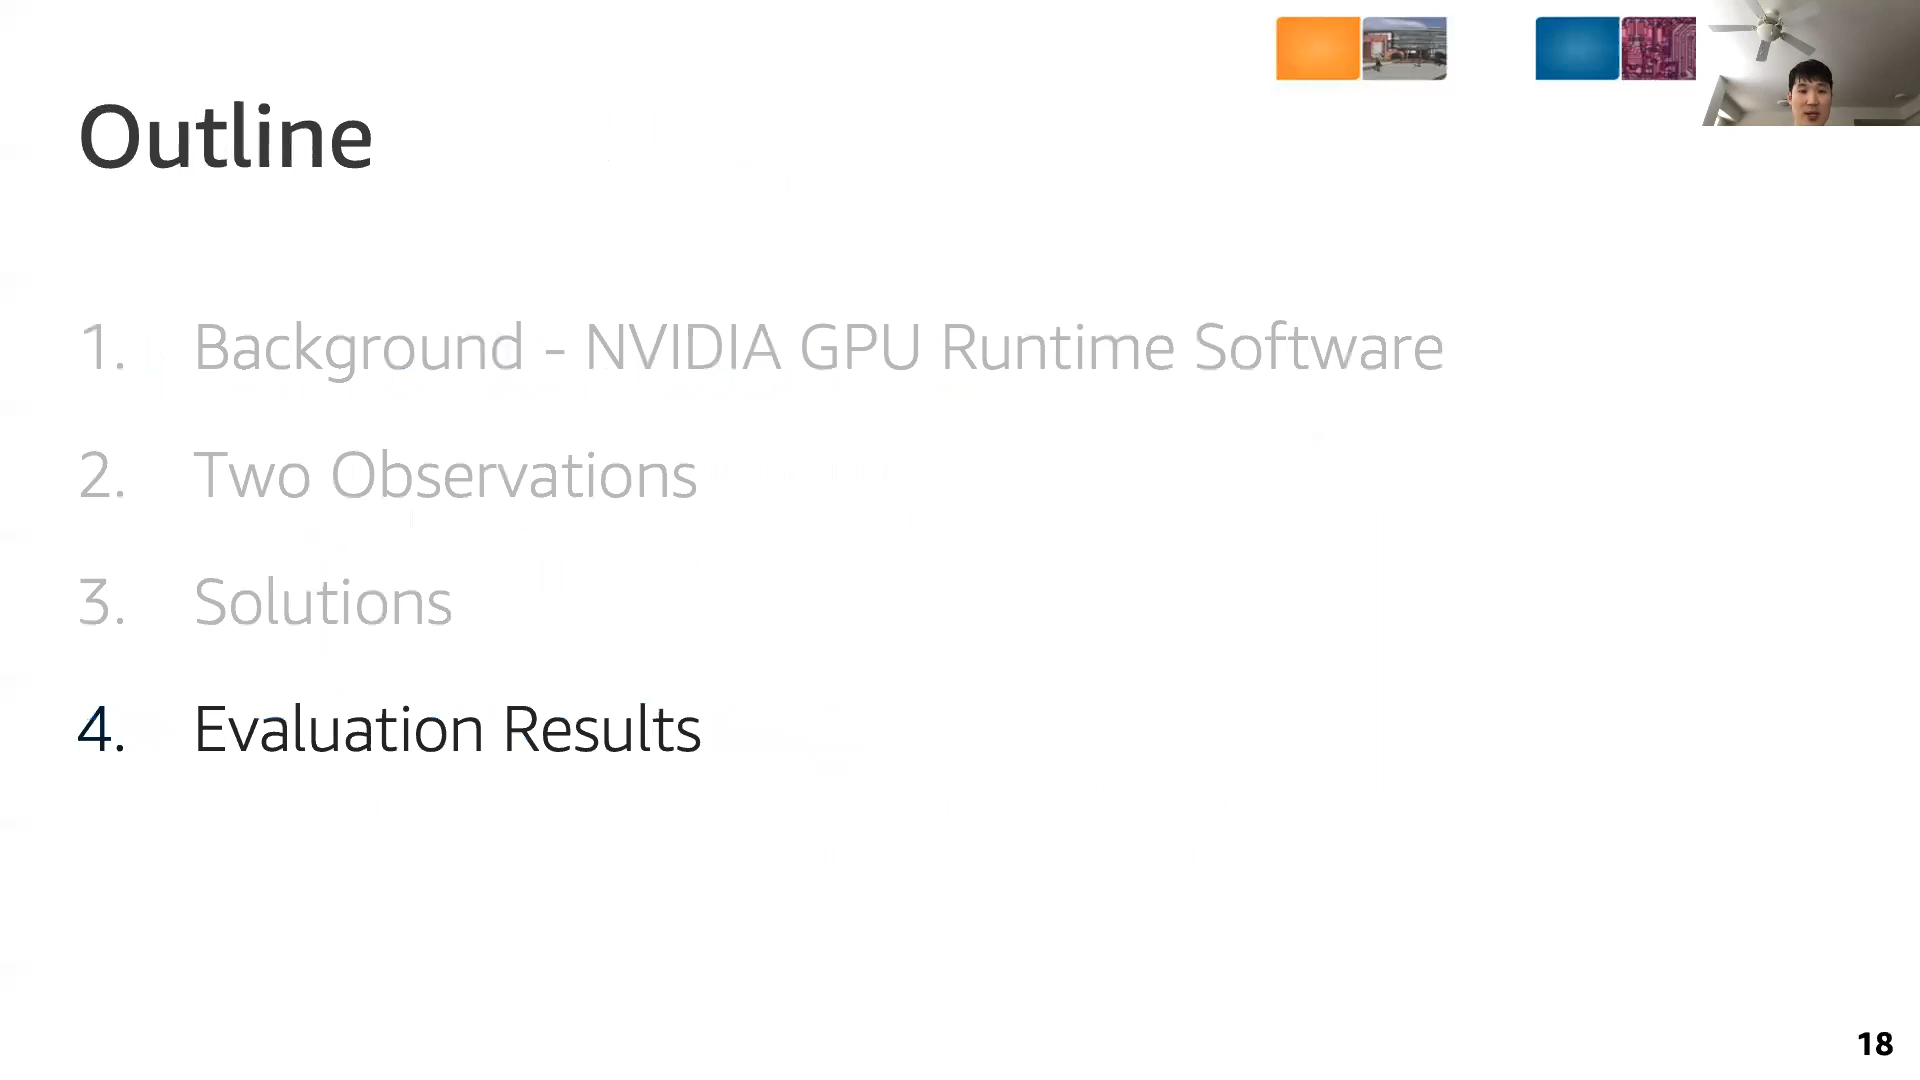 Outline
1. Background - NVIDIA GPU Runtime Software
2. Two Observations
3. Solutions
4. Evaluation Results
18